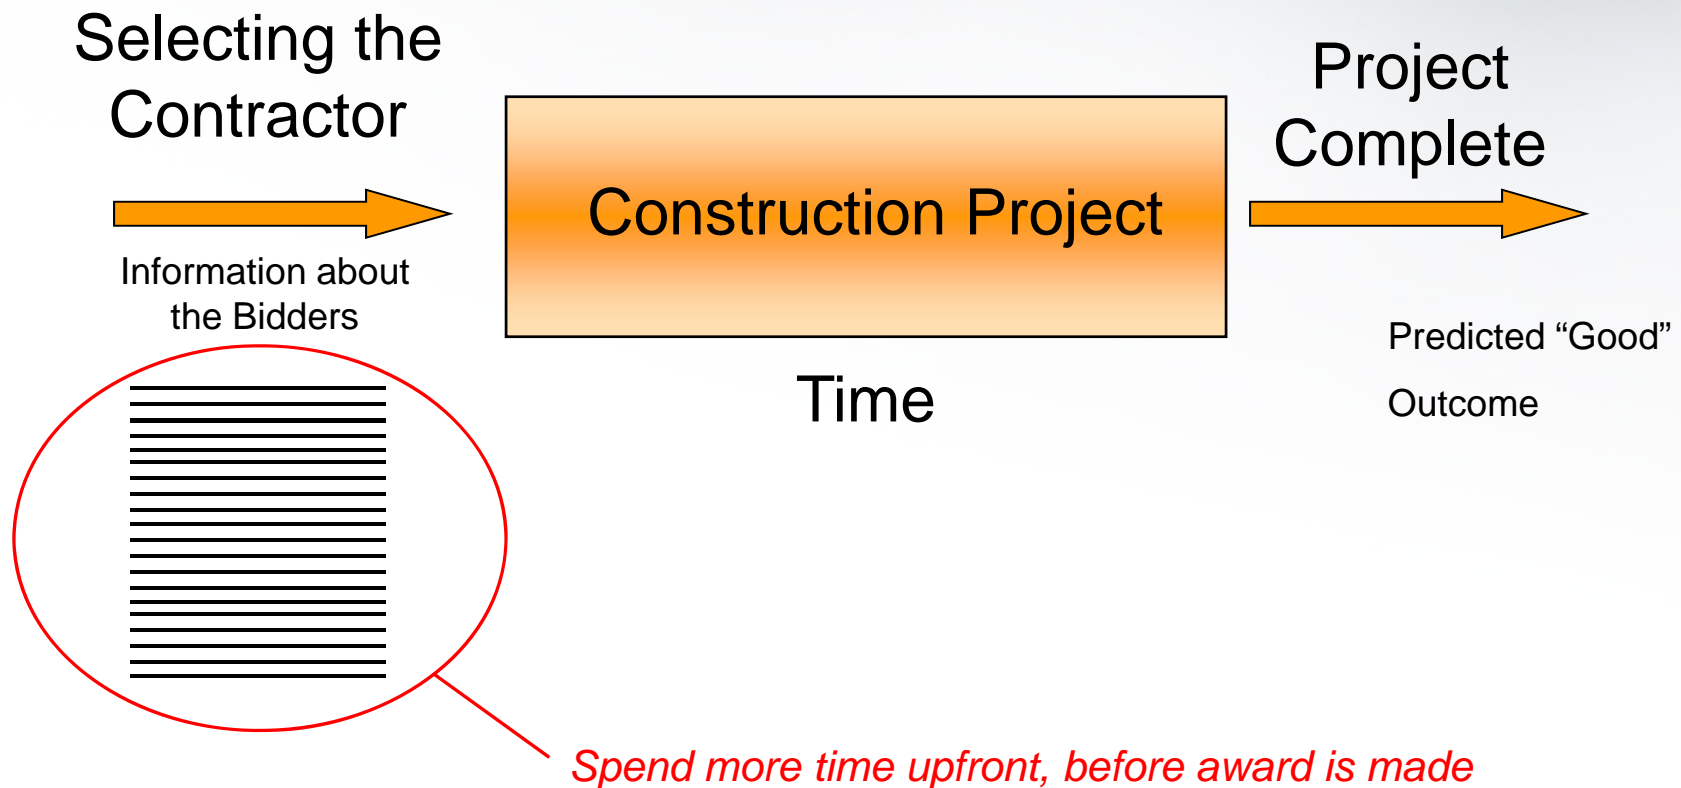 Selecting the
Contractor
Information about
the Bidders
Construction Project
Time
Project
Complete
Predicted “Good”
Outcome
Spend more time upfront, before award is made